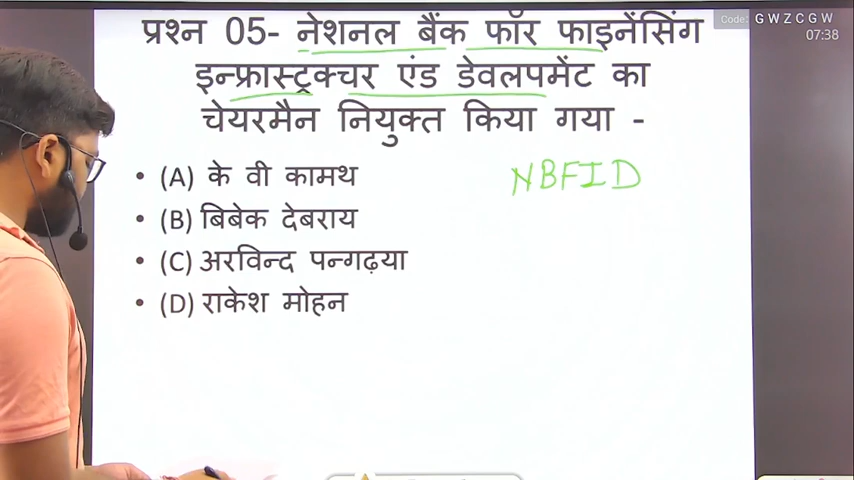 प्रश्न 05- नेशनल बैंक फॉर फाइनेंसिंग
इन्फ्रास्ट्रक्चर एंड डेवलपमेंट का
चेयरमैन नियुक्त किया गया -
• (A) के वी कामथ
• (B) बिबेक देबराय
• (C) अरविन्द पन्गढ़या
• (D) राकेश मोहन
NBFID
Code: GWZCGW
07:38